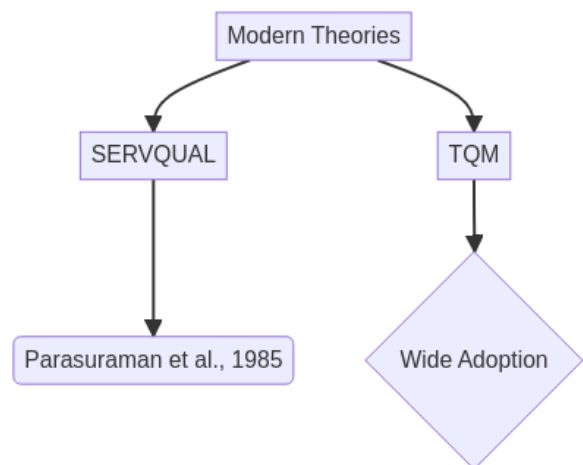 Modern Theories
SERVQUAL
TQM
Parasuraman et al., 1985
Wide Adoption